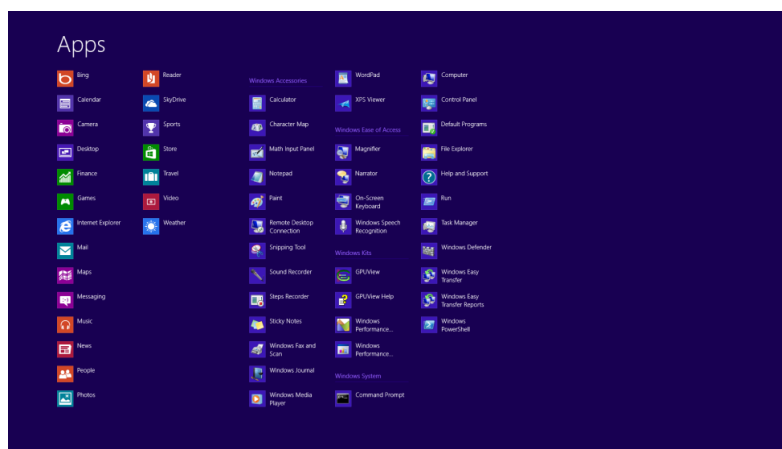 Apps
Bing
Calendar
Camera
Desktop
Finance
Games
Internet Explorer
Mail
Maps
Messaging
Music
News
People
Photos
Reader
SkyDrive
Sports
Store
Travel
Video
Weather
Windows Accessories
Calculator
Character Map
Math Input Panel
Notepad
Paint
Remote Desktop
Connection
Snipping Tool
Sound Recorder
Steps Recorder
Sticky Notes
Windows Fax and
Scan
Windows Journal
Windows Media
Player
WordPad
XPS Viewer
Windows Ease of Access
Magnifier
Narrator
On-Screen
Keyboard
Windows Speech
Recognition
Windows Kits
GPUView
GPUView Help
Windows
Performance...
Windows
Performance...
Windows System
Command Prompt
Computer
Control Panel
Default Programs
File Explorer
Help and Support
Run
Task Manager
Windows Defender
Windows Easy
Transfer
Windows Easy
Transfer Reports
Windows
PowerShell